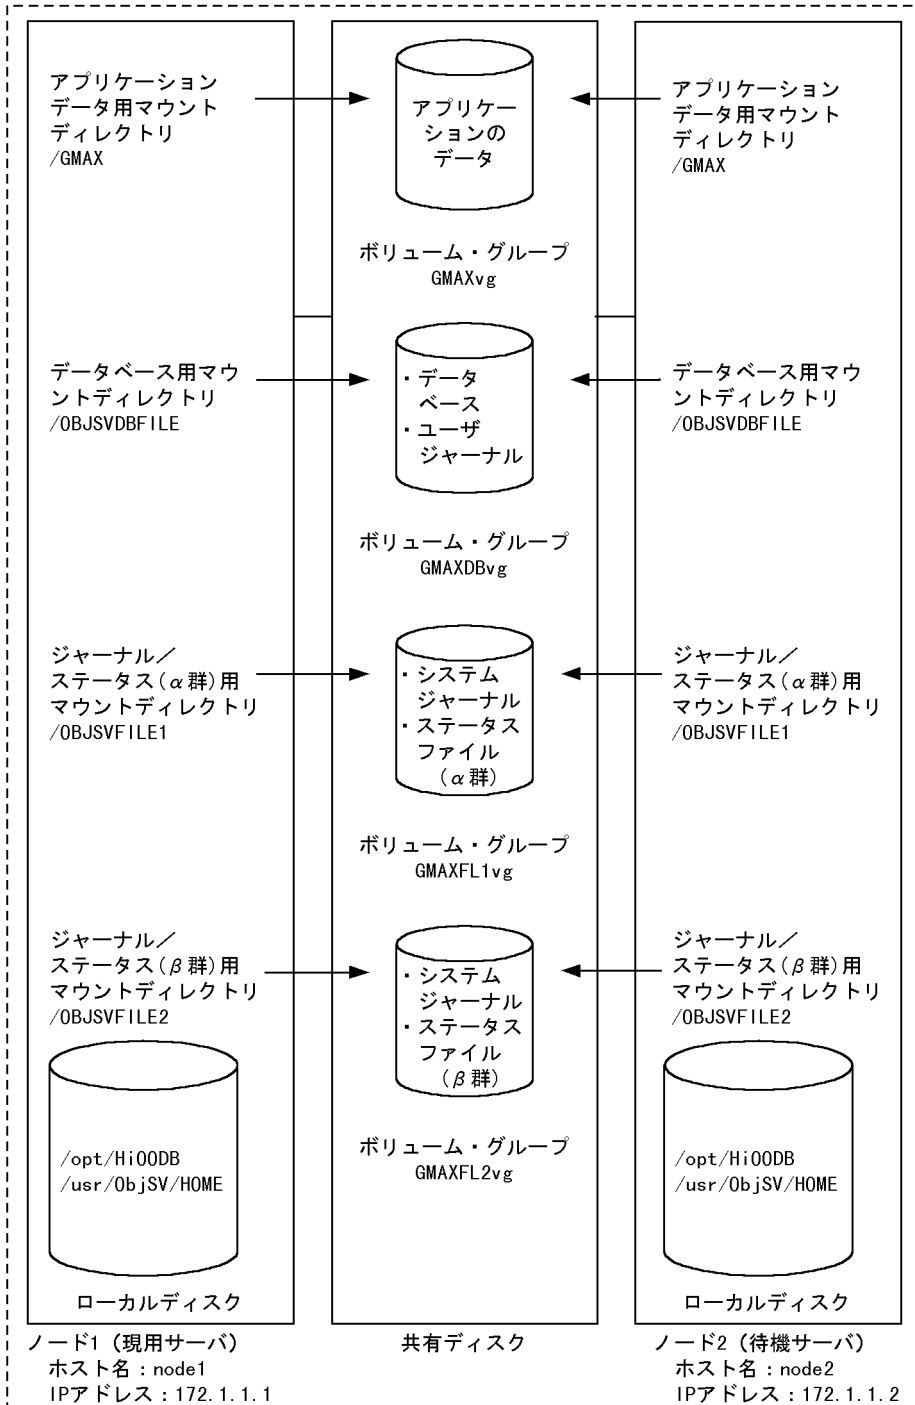 アプリケーション
データ用マウント
ディレクトリ
/GMAX
データベース用マウ
ントディレクトリ
/OBJSVDBFILE
ジャーナル／
ステータス(α群)用
マウントディレクトリ
/OBJSVFILE1
ジャーナル／
ステータス(β群)用
マウントディレクトリ
/OBJSVFILE2
/opt/HiOODB
/usr/ObjSV/HOME
ローカルディスク
ノード1（現用サーバ）
ホスト名：node1
IPアドレス：172.1.1.1
アプリケー
ションの
データ
ボリューム・グループ
GMAXvg
・データ
ベース
・ユーザ
ジャーナル
ボリューム・グループ
GMAXDBvg
・システム
ジャーナル
・ステータス
ファイル
（α群）
ボリューム・グループ
GMAXFL1vg
・システム
ジャーナル
・ステータス
ファイル
（β群）
ボリューム・グループ
GMAXFL2vg
共有ディスク
アプリケーション
データ用マウント
ディレクトリ
/GMAX
データベース用マウ
ントディレクトリ
/OBJSVDBFILE
ジャーナル／
ステータス(α群)用
マウントディレクトリ
/OBJSVFILE1
ジャーナル／
ステータス(β群)用
マウントディレクトリ
/OBJSVFILE2
/opt/HiOODB
/usr/ObjSV/HOME
ローカルディスク
ノード2（待機サーバ）
ホスト名：node2
IPアドレス：172.1.1.2